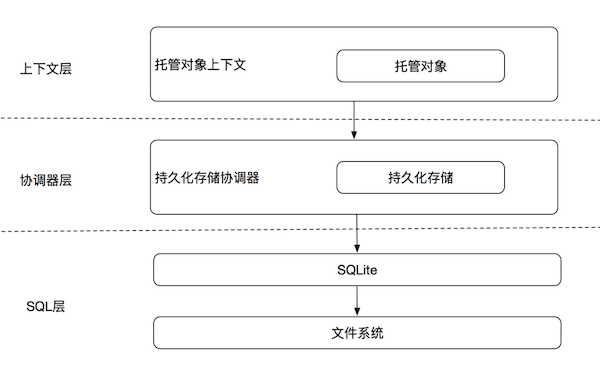 上下文层
托管对象上下文
托管对象
协调器层
持久化存储协调器
持久化存储
SQL层
SQLite
文件系统